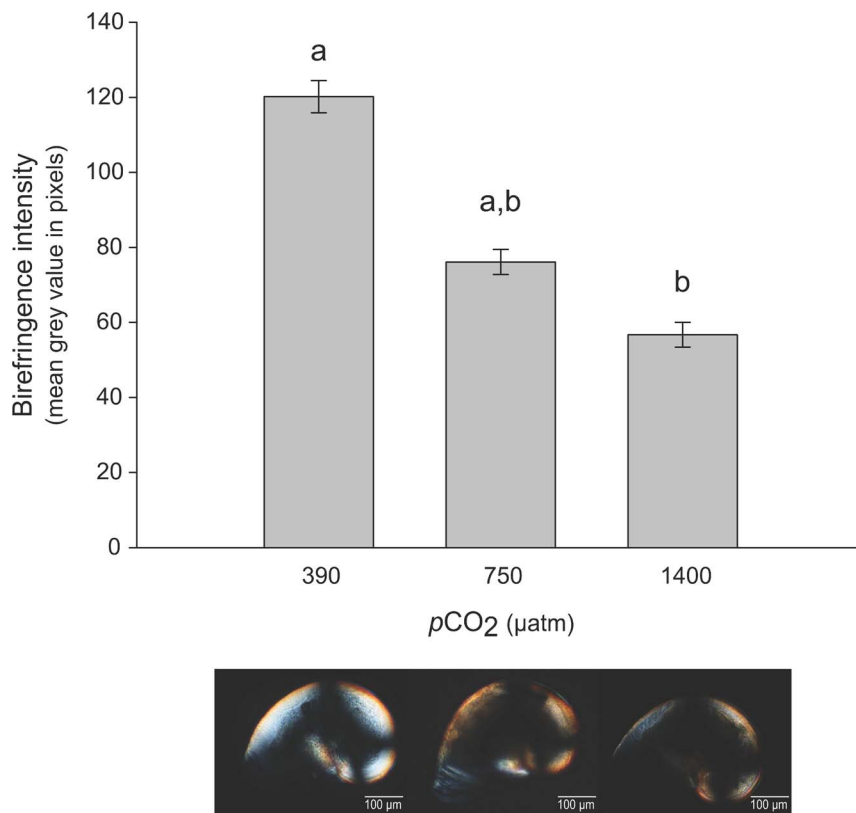 140
120
100
80
60
40
20
0
Birefringence intensity
(mean grey value in pixels)
a
a,b
b
390 750 1400
pCO2 (µatm)
100 µm 100 µm 100 µm